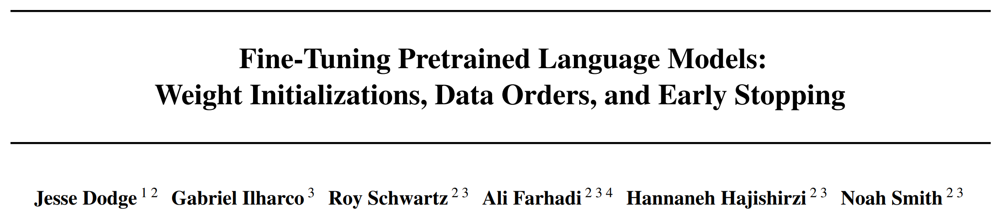 Fine-Tuning Pretrained Language Models:
Weight Initializations, Data Orders, and Early Stopping
Jesse Dodge 1 2 Gabriel Ilharco 3 Roy Schwartz 2 3 Ali Farhadi 2 3 4 Hannaneh Hajishirzi 2 3 Noah Smith 2 3